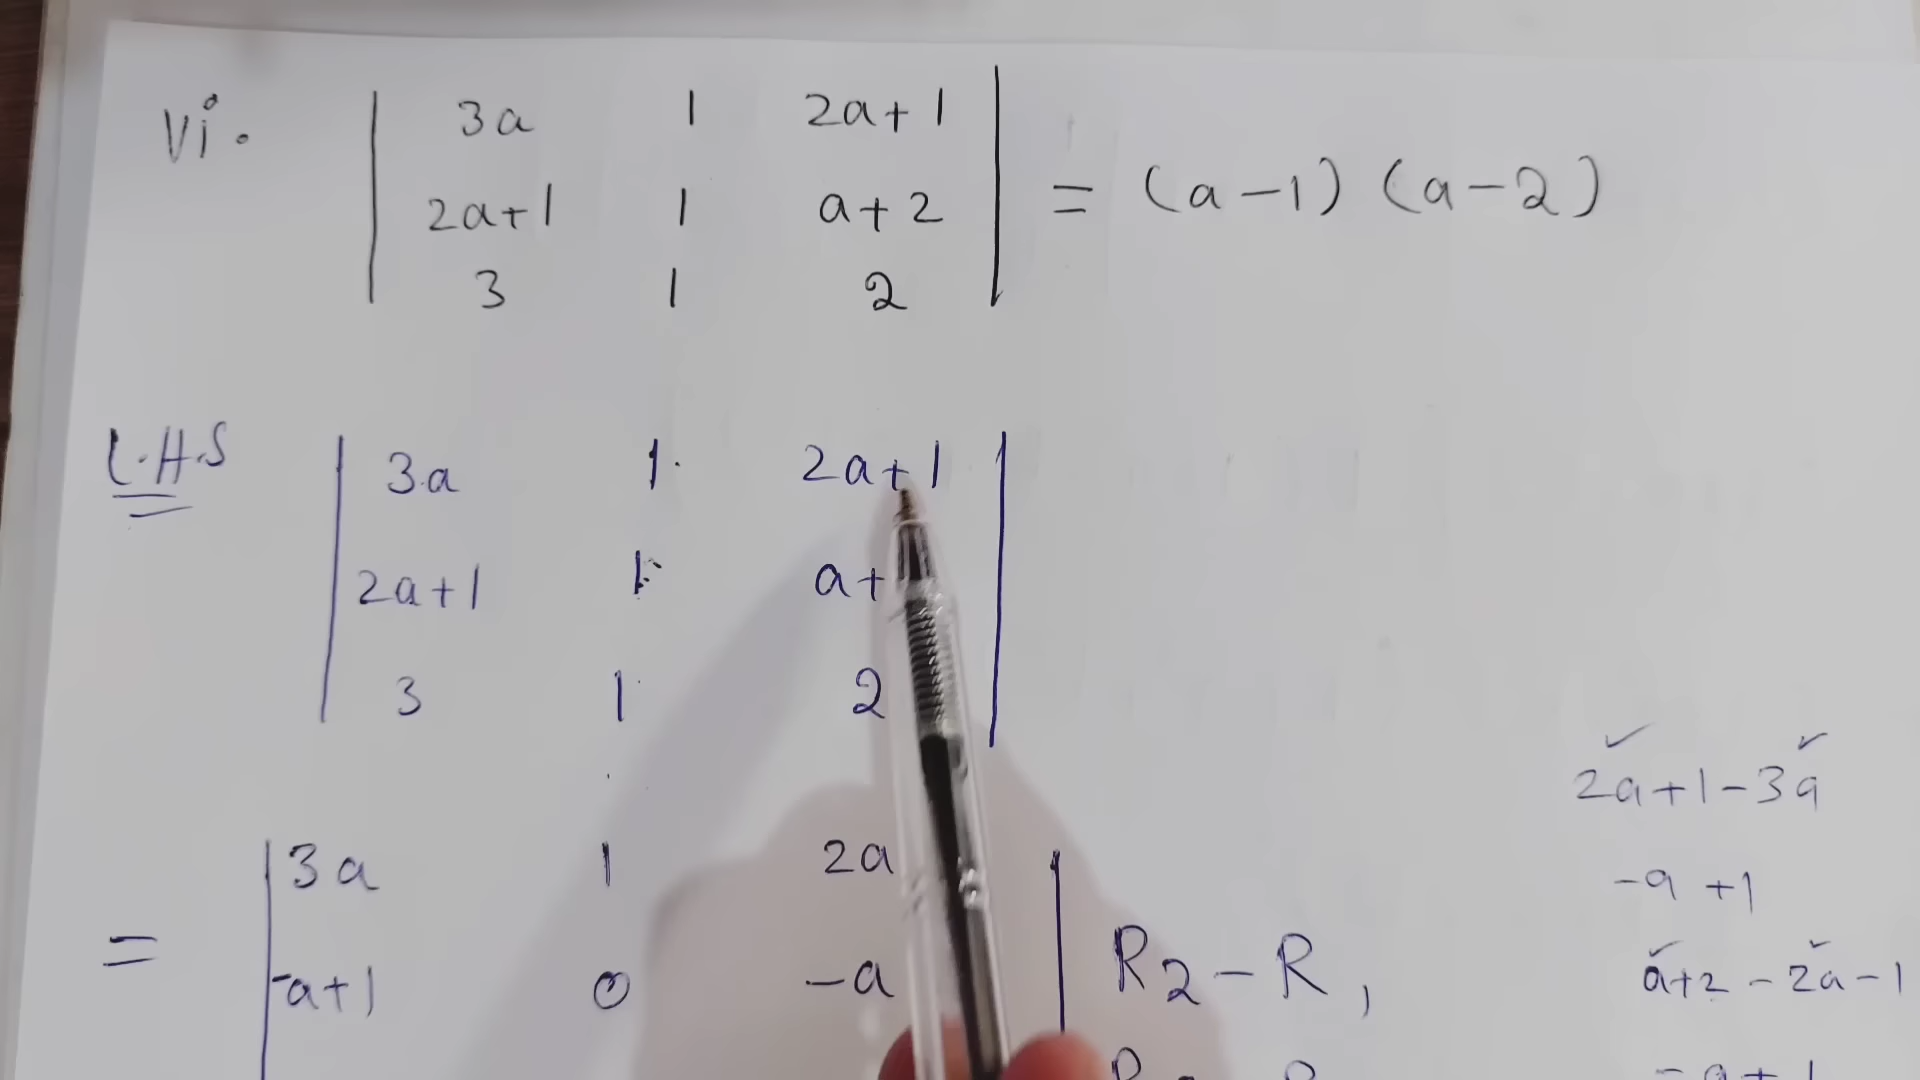 vi. | 3a 1 2a+1 |
| 2a+1 1 a+2 | = (a-1) (a-2)
| 3 1 2 |
L.H.S | 3a 1 2a+1 |
| 2a+1 1 a+ |
| 3 1 2 |
2a+1-3a
| 3a 1 2a |
-a +1
= | -a+1 0 -a | R2-R1
a+2-2a-1
-a+1